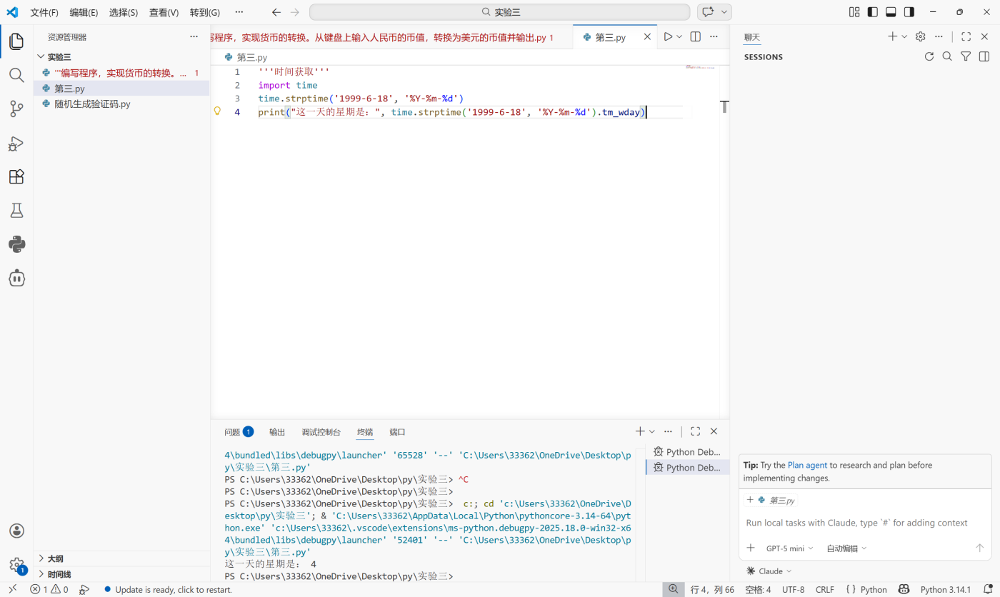 文件(F) 编辑(E) 选择(S) 查看(V) 转到(G) ··· 实验三
资源管理器
实验三
'''编写程序，实现货币的转换。... 1
第三.py
随机生成验证码.py
大纲
时间线
写程序，实现货币的转换。从键盘上输入人民币的币值，转换为美元的币值并输出.py 1 第三.py
第三.py
1 '''时间获取'''
2 import time
3 time.strptime('1999-6-18', '%Y-%m-%d')
4 print("这一天的星期是：", time.strptime('1999-6-18', '%Y-%m-%d').tm_wday)
问题 1 输出 调试控制台 终端 端口
4\bundled\libs\debugpy\launcher' '65528' '--' 'C:\Users\33362\OneDrive\Desktop\p
y\实验三\第三.py'
PS C:\Users\33362\OneDrive\Desktop\py\实验三> ^C
PS C:\Users\33362\OneDrive\Desktop\py\实验三>
PS C:\Users\33362\OneDrive\Desktop\py\实验三> c:; cd 'c:\Users\33362\OneDrive\D
esktop\py\实验三'; & 'C:\Users\33362\AppData\Local\Python\pythoncore-3.14-64\pyt
hon.exe' 'c:\Users\33362\.vscode\extensions\ms-python.debugpy-2025.18.0-win32-x6
4\bundled\libs\debugpy\launcher' '52401' '--' 'C:\Users\33362\OneDrive\Desktop\p
y\实验三\第三.py'
这一天的星期是： 4
PS C:\Users\33362\OneDrive\Desktop\py\实验三>
Python Deb...
Python Deb...
聊天
SESSIONS
Tip: Try the Plan agent to research and plan before
implementing changes.
第三.py
Run local tasks with Claude, type `#` for adding context
GPT-5 mini 自动编辑
Claude
1
1 0 Update is ready, click to restart. 行 4，列 66 空格: 4 UTF-8 CRLF { } Python Python 3.14.1